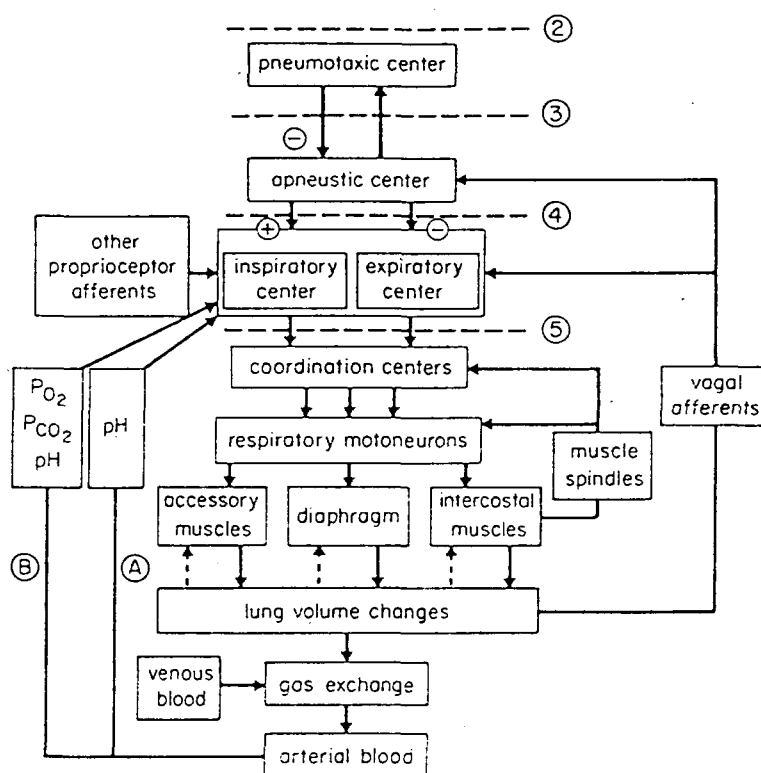 ②
pneumotaxic center
③
−
apneustic center
④
+
−
other
proprioceptor
afferents
inspiratory
center
expiratory
center
⑤
coordination centers
P_O2
P_CO2
pH
pH
vagal
afferents
respiratory motoneurons
muscle
spindles
accessory
muscles
diaphragm
intercostal
muscles
Ⓑ
Ⓐ
lung volume changes
venous
blood
gas exchange
arterial blood